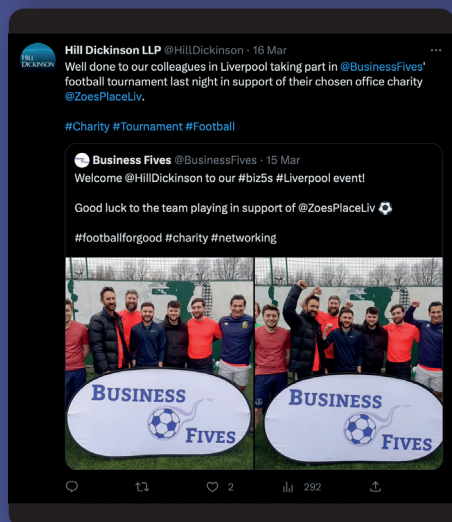 HILL
DICKINSON
Hill Dickinson LLP @HillDickinson · 16 Mar
Well done to our colleagues in Liverpool taking part in @BusinessFives'
football tournament last night in support of their chosen office charity
@ZoesPlaceLiv.
#Charity #Tournament #Football
Business Fives @BusinessFives · 15 Mar
Welcome @HillDickinson to our #biz5s #Liverpool event!
Good luck to the team playing in support of @ZoesPlaceLiv ⚽
#footballforgood #charity #networking
BUSINESS
FIVES
BUSINESS
FIVES
2
292